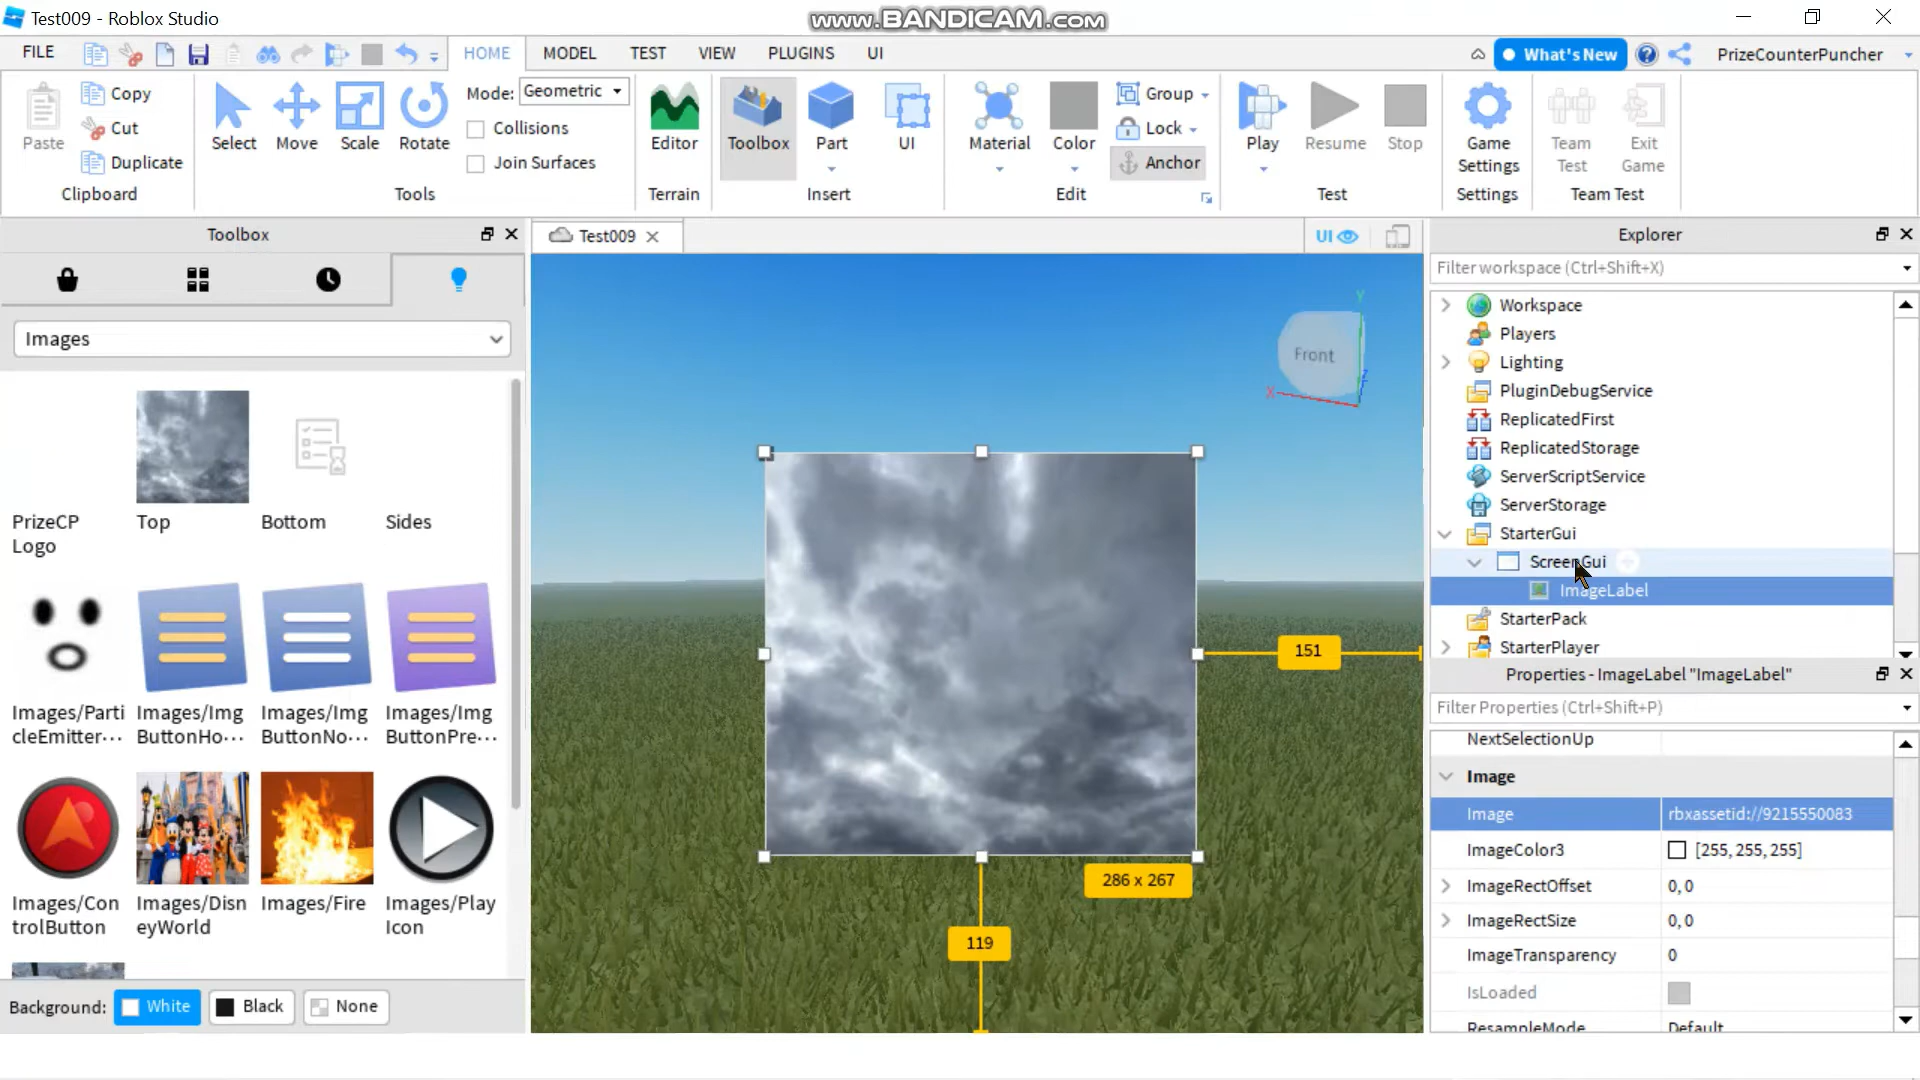 Test009 - Roblox Studio
www.BANDICAM.com
FILE
HOME
MODEL
TEST
VIEW
PLUGINS
UI
What's New
PrizeCounterPuncher
Paste
Copy
Cut
Duplicate
Clipboard
Select
Move
Scale
Rotate
Mode:
Geometric
Collisions
Join Surfaces
Tools
Editor
Terrain
Toolbox
Part
UI
Insert
Material
Color
Group
Lock
Anchor
Edit
Play
Resume
Stop
Test
Game
Settings
Settings
Team
Test
Exit
Game
Team Test
Toolbox
Images
PrizeCP
Logo
Top
Bottom
Sides
Images/Parti
cleEmitter···
Images/Img
ButtonHo···
Images/Img
ButtonNo···
Images/Img
ButtonPre···
Images/Con
trolButton
Images/Disn
eyWorld
Images/Fire
Images/Play
Icon
Background:
White
Black
None
Test009
UI
Front
Y
X
Z
151
286 x 267
119
Explorer
Filter workspace (Ctrl+Shift+X)
Workspace
Players
Lighting
PluginDebugService
ReplicatedFirst
ReplicatedStorage
ServerScriptService
ServerStorage
StarterGui
ScreenGui
ImageLabel
StarterPack
StarterPlayer
Properties - ImageLabel "ImageLabel"
Filter Properties (Ctrl+Shift+P)
NextSelectionUp
Image
Image
rbxassetid://9215550083
ImageColor3
[255, 255, 255]
ImageRectOffset
0, 0
ImageRectSize
0, 0
ImageTransparency
0
IsLoaded
ResampleMode
Default